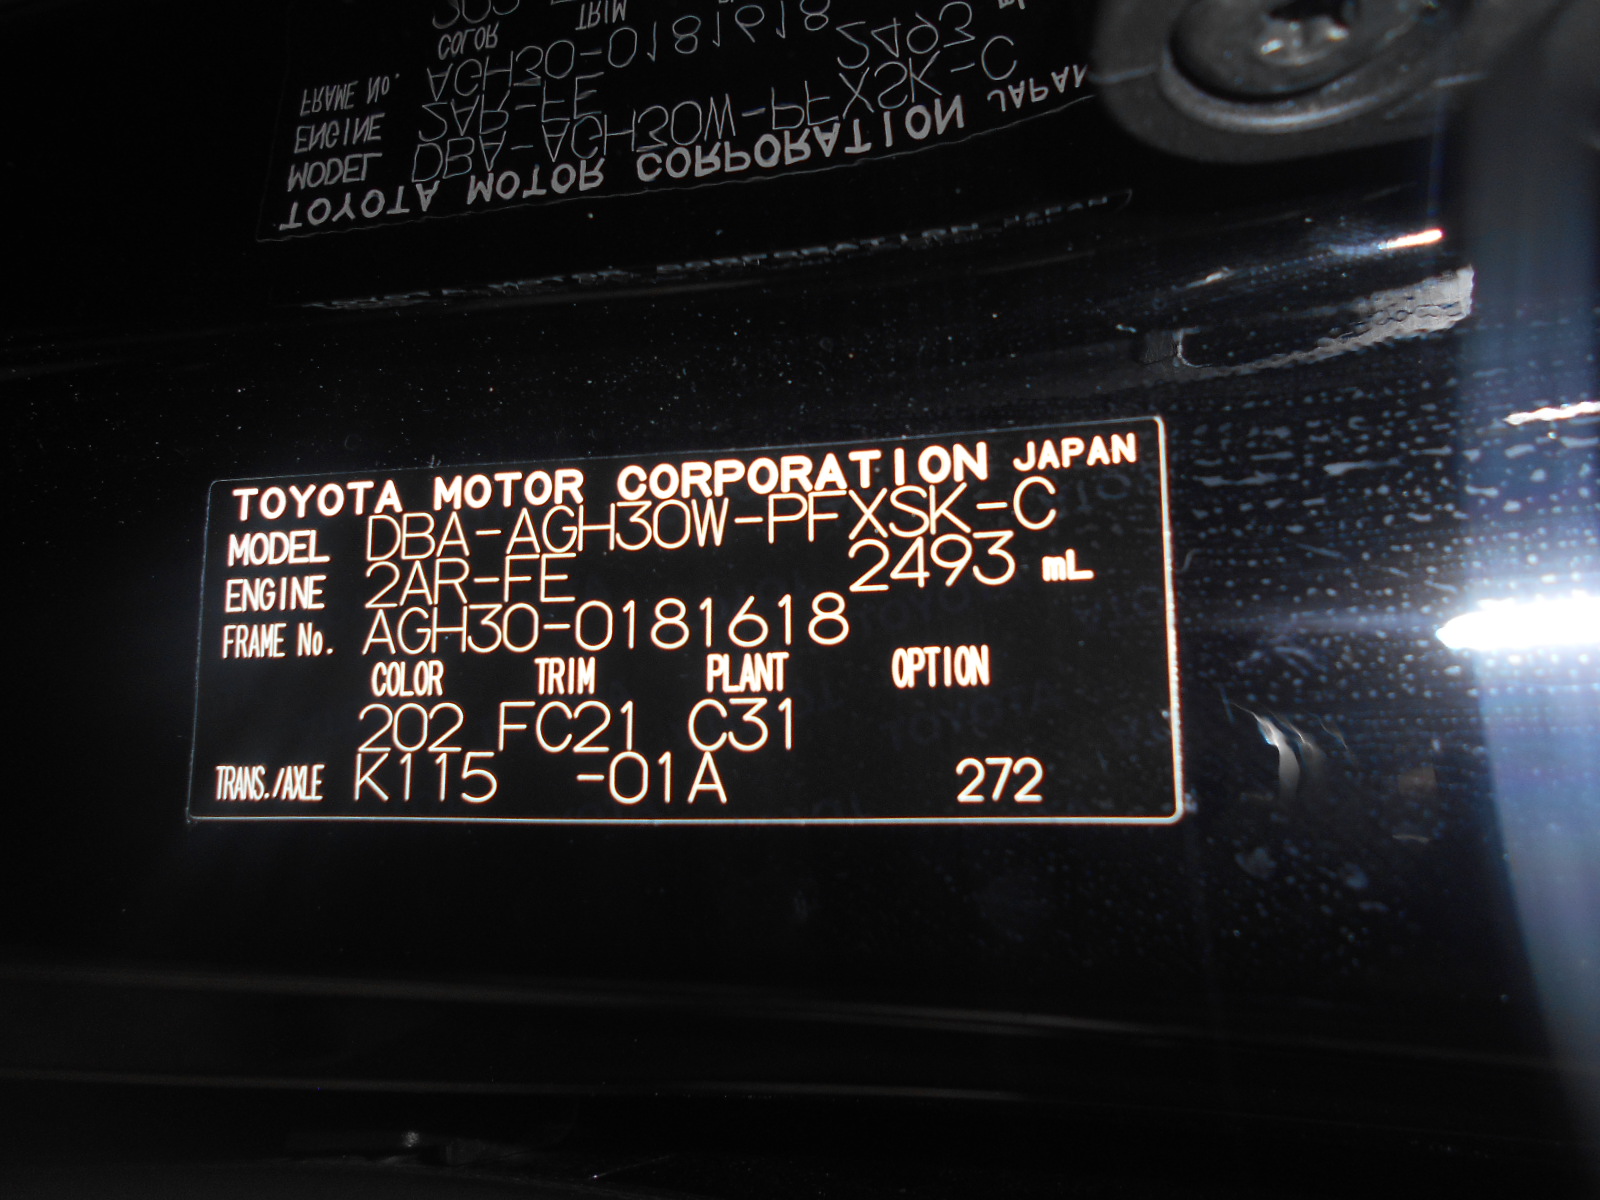 COLOR TRIM
FRAME No. AGH30-0181618
ENGINE 2AR-FE 2493 mL
MODEL DBA-AGH30W-PFXSK-C
TOYOTA MOTOR CORPORATION JAPAN
TOYOTA MOTOR CORPORATION JAPAN
MODEL DBA-AGH30W-PFXSK-C
ENGINE 2AR-FE 2493 mL
FRAME No. AGH30-0181618
COLOR TRIM PLANT OPTION
202 FC21 C31
TRANS./AXLE K115 -01A 272